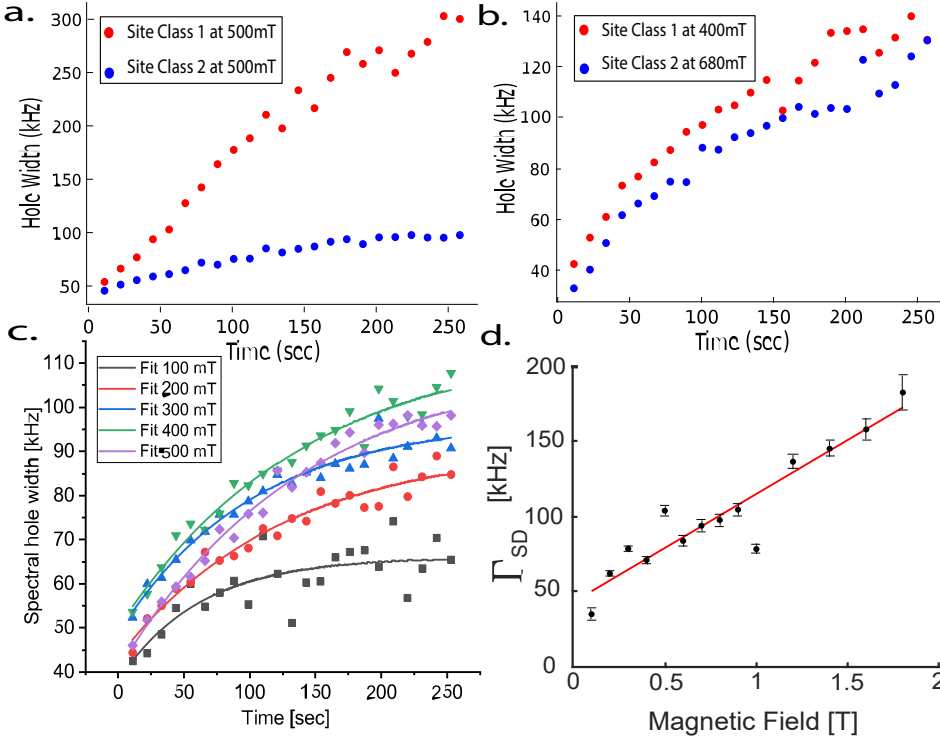 a.
Site Class 1 at 500mT
Site Class 2 at 500mT
300
250
200
150
100
50
Hole Width (kHz)
0 50 100 150 200 250
Time (sec)
b.
Site Class 1 at 400mT
Site Class 2 at 680mT
140
120
100
80
60
40
Hole Width (kHz)
0 50 100 150 200 250
Time (sec)
c.
Fit 100 mT
Fit 200 mT
Fit 300 mT
Fit 400 mT
Fit 500 mT
110
100
90
80
70
60
50
40
Spectral hole width [kHz]
0 50 100 150 200 250
Time [sec]
d.
200
150
100
50
0
Γ SD [kHz]
0 0.5 1 1.5 2
Magnetic Field [T]